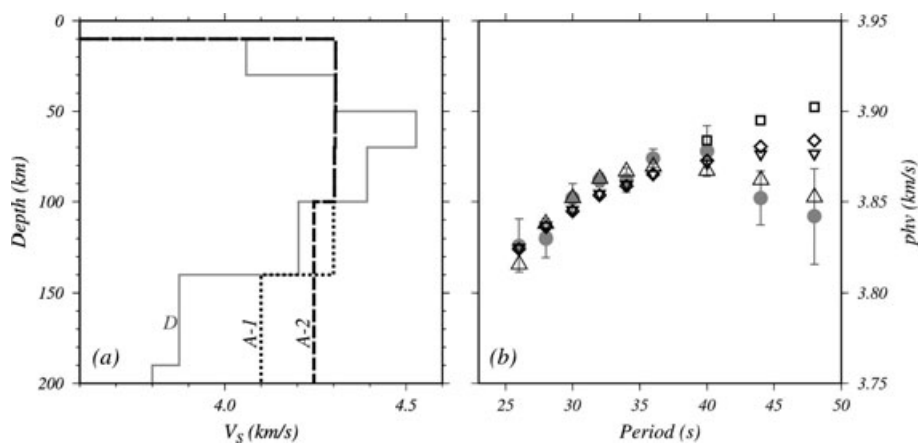 0
50
100
150
200
Depth (km)
4.0
4.5
V_S (km/s)
D
A-1
A-2
(a)
(b)
25
30
35
40
45
50
Period (s)
3.95
3.90
3.85
3.80
3.75
phv (km/s)